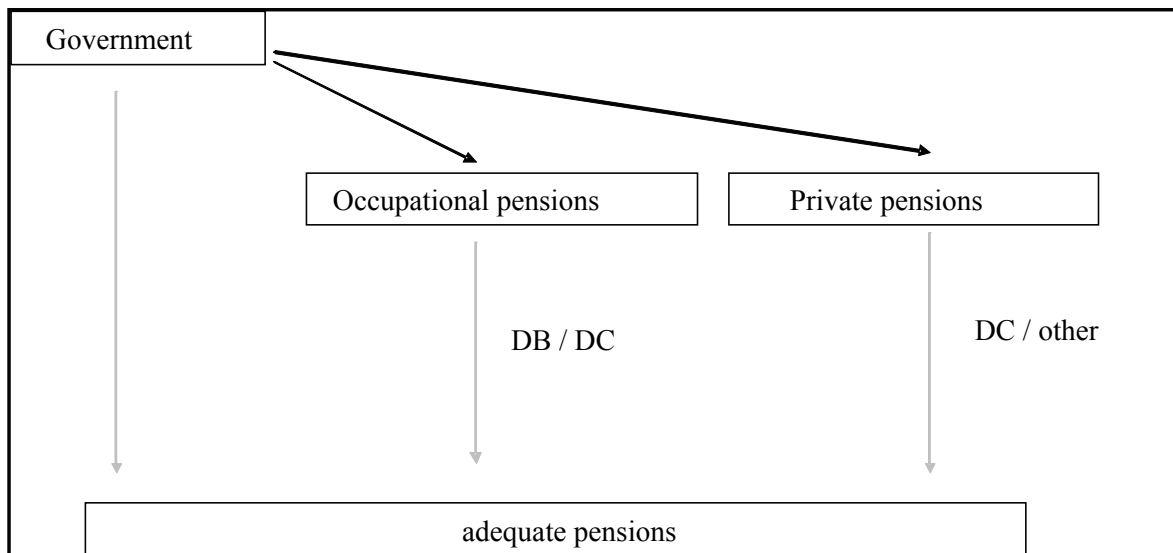 Government
Occupational pensions
Private pensions
DB / DC
DC / other
adequate pensions